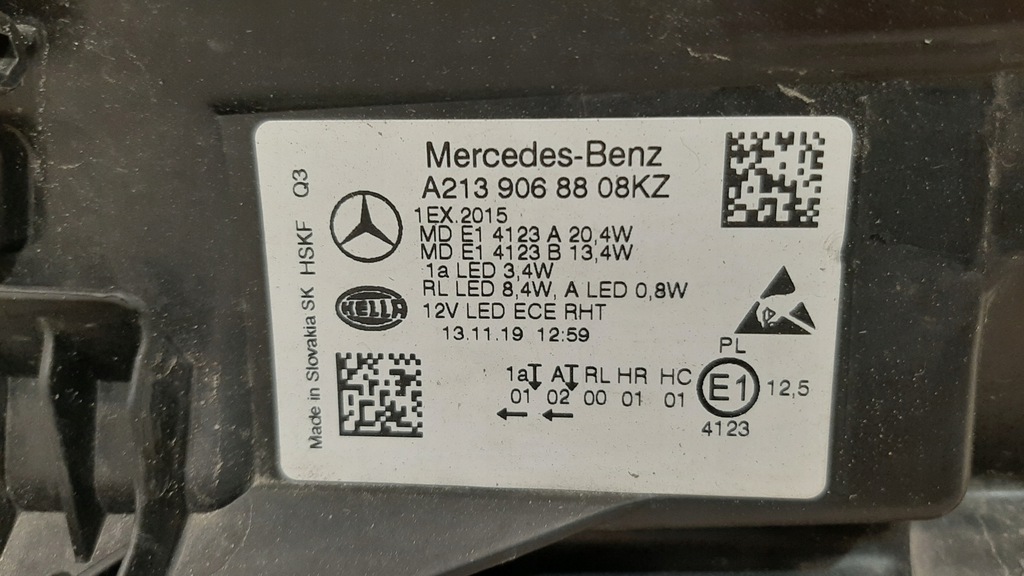 Mercedes-Benz
A213 906 88 08KZ
1EX.2015
MD E1 4123 A 20,4W
MD E1 4123 B 13,4W
1a LED 3,4W
RL LED 8,4W, A LED 0,8W
12V LED ECE RHT
13.11.19 12:59
HELLA
Made in Slovakia SK HSKF Q3
PL
1a A RL HR HC
01 02 00 01 01
E1
12,5
4123